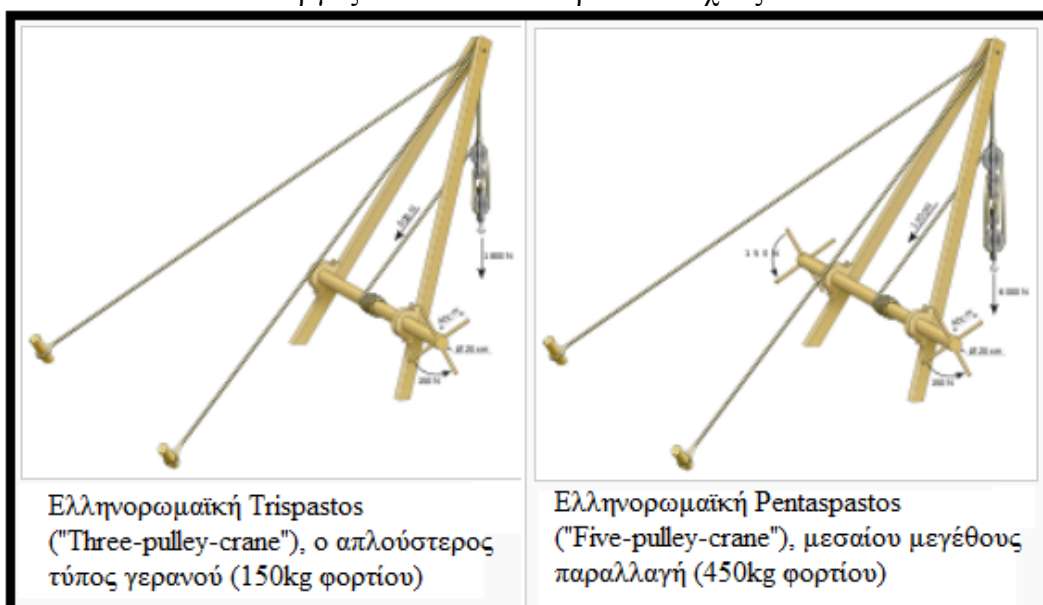 Ελληνορωμαϊκή Trispastos
("Three-pulley-crane"), ο απλούστερος
τύπος γερανού (150kg φορτίου)
Ελληνορωμαϊκή Pentaspastos
("Five-pulley-crane"), μεσαίου μεγέθους
παραλλαγή (450kg φορτίου)